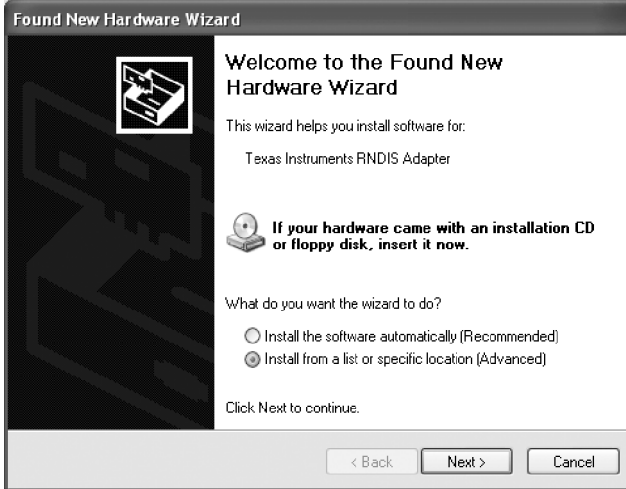 Found New Hardware Wizard
Welcome to the Found New
Hardware Wizard
This wizard helps you install software for:
Texas Instruments RNDIS Adapter
If your hardware came with an installation CD
or floppy disk, insert it now.
What do you want the wizard to do?
Install the software automatically (Recommended)
Install from a list or specific location (Advanced)
Click Next to continue.
< Back Next > Cancel